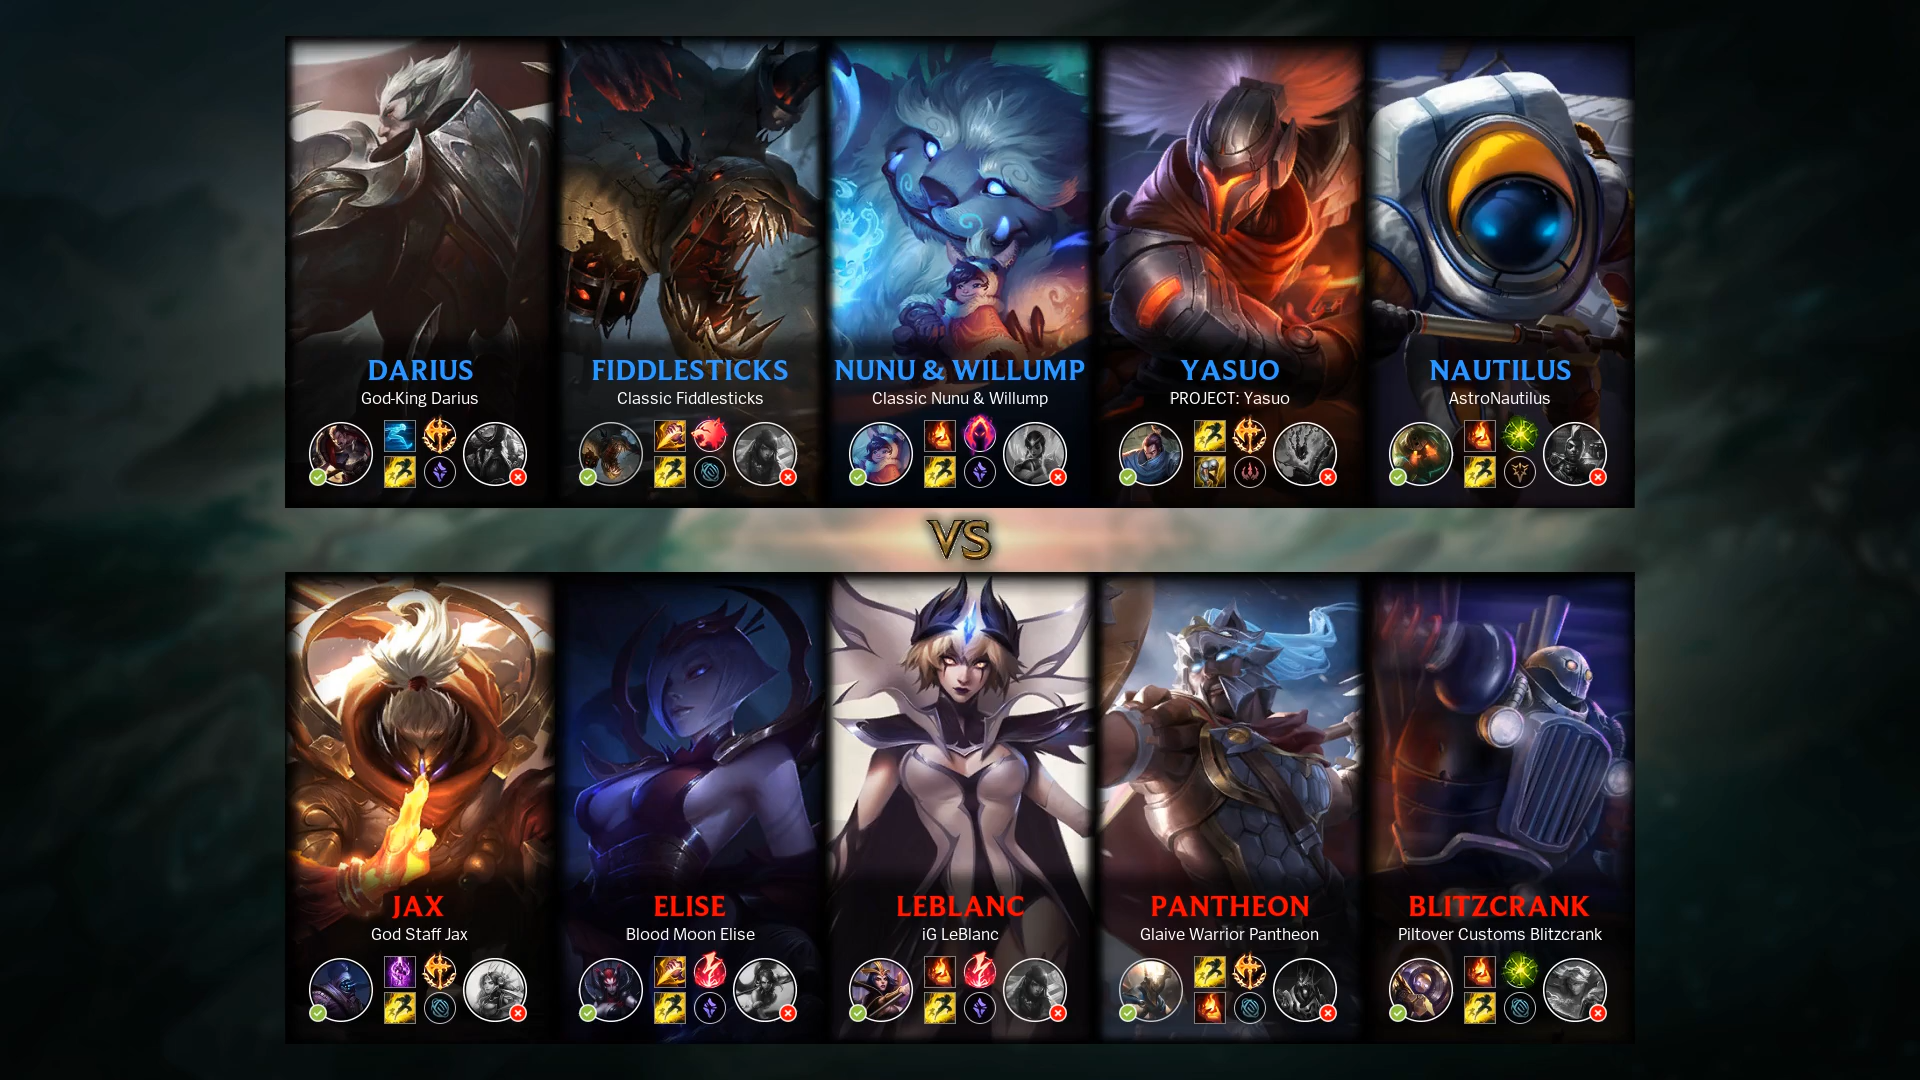 DARIUS
God-King Darius
FIDDLESTICKS
Classic Fiddlesticks
NUNU & WILLUMP
Classic Nunu & Willump
YASUO
PROJECT: Yasuo
NAUTILUS
AstroNautilus
VS
JAX
God Staff Jax
ELISE
Blood Moon Elise
LEBLANC
iG LeBlanc
PANTHEON
Glaive Warrior Pantheon
BLITZCRANK
Piltover Customs Blitzcrank